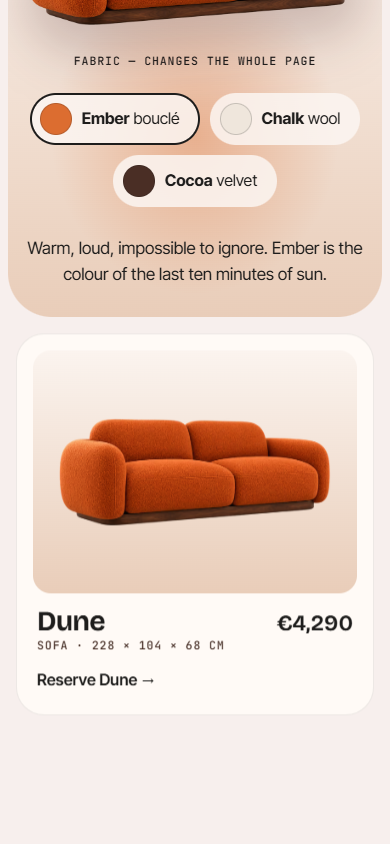 FABRIC — CHANGES THE WHOLE PAGE
Ember bouclé
Chalk wool
Cocoa velvet
Warm, loud, impossible to ignore. Ember is the
colour of the last ten minutes of sun.
Dune €4,290
SOFA · 228 × 104 × 68 CM
Reserve Dune →